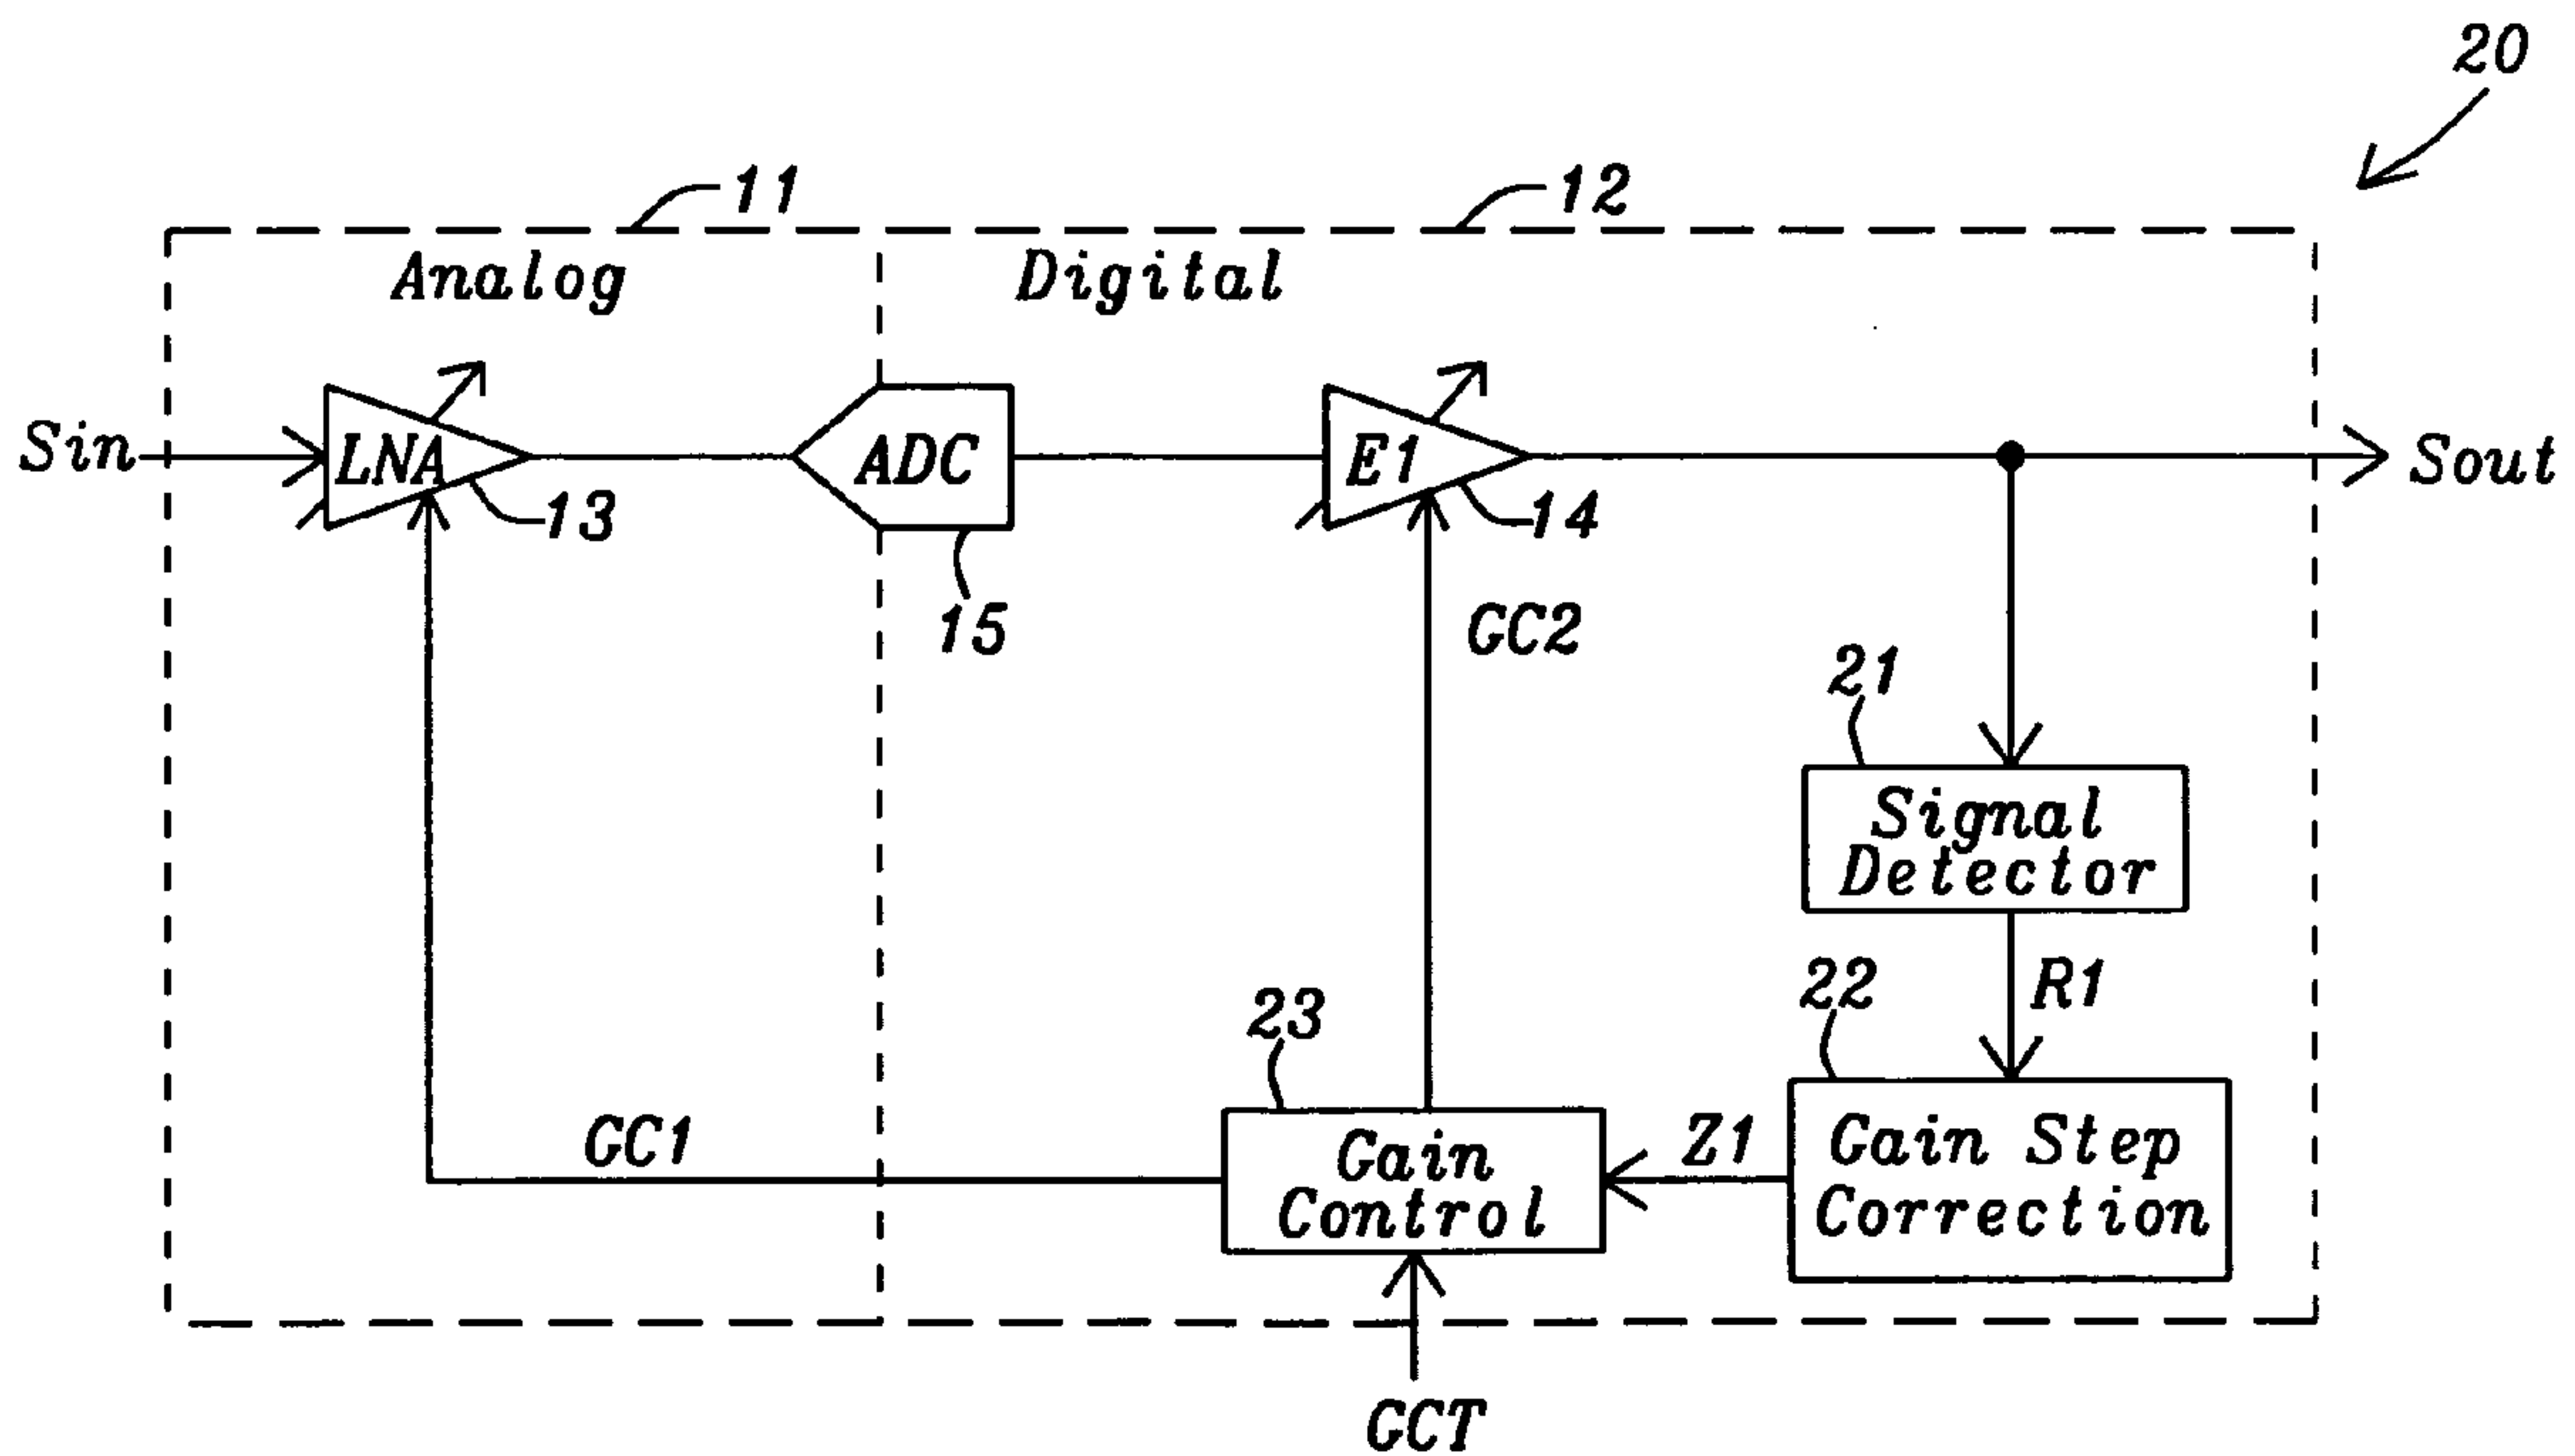 20
11
12
Analog
Digital
Sin
LNA
13
ADC
15
E1
14
Sout
GC2
21
Signal
Detector
R1
22
23
GC1
Gain
Control
Z1
Gain Step
Correction
GCT